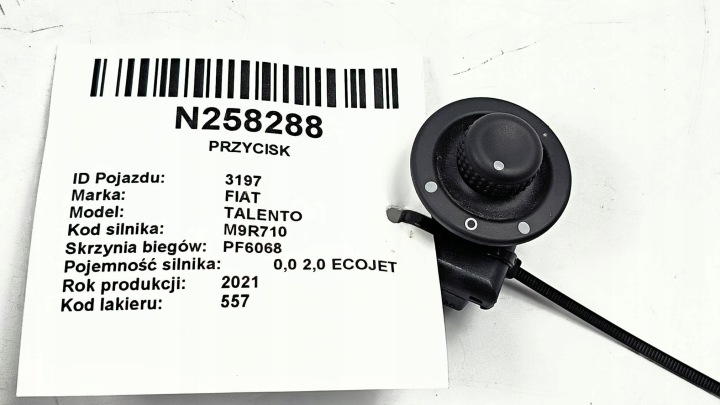 N258288
PRZYCISK
ID Pojazdu: 3197
Marka: FIAT
Model: TALENTO
Kod silnika: M9R710
Skrzynia biegów: PF6068
Pojemność silnika: 0,0 2,0 ECOJET
Rok produkcji: 2021
Kod lakieru: 557